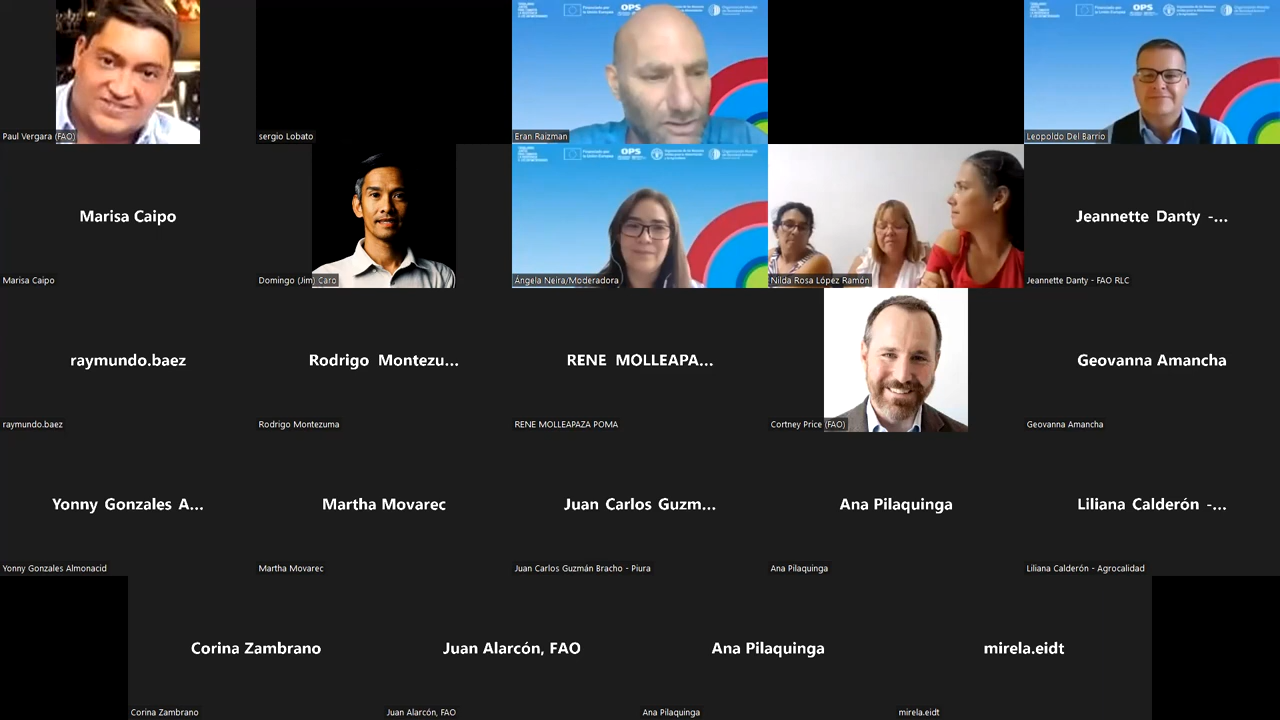 Paul Vergara (FAO)
sergio Lobato
OPS
Eran Raizman
OPS
Leopoldo Del Barrio
Marisa Caipo
Marisa Caipo
Domingo (Jim) Caro
OPS
Angela Neira/Moderadora
Nilda Rosa López Ramón
Jeannette Danty -...
Jeannette Danty - FAO RLC
raymundo.baez
raymundo.baez
Rodrigo Montezu...
Rodrigo Montezuma
RENE MOLLEAPA...
RENE MOLLEAPAZA POMA
Cortney Price (FAO)
Geovanna Amancha
Geovanna Amancha
Yonny Gonzales A...
Yonny Gonzales Almonacid
Martha Movarec
Martha Movarec
Juan Carlos Guzm...
Juan Carlos Guzmán Bracho - Piura
Ana Pilaquinga
Ana Pilaquinga
Liliana Calderón -...
Liliana Calderón - Agrocalidad
Corina Zambrano
Corina Zambrano
Juan Alarcón, FAO
Juan Alarcón, FAO
Ana Pilaquinga
Ana Pilaquinga
mirela.eidt
mirela.eidt